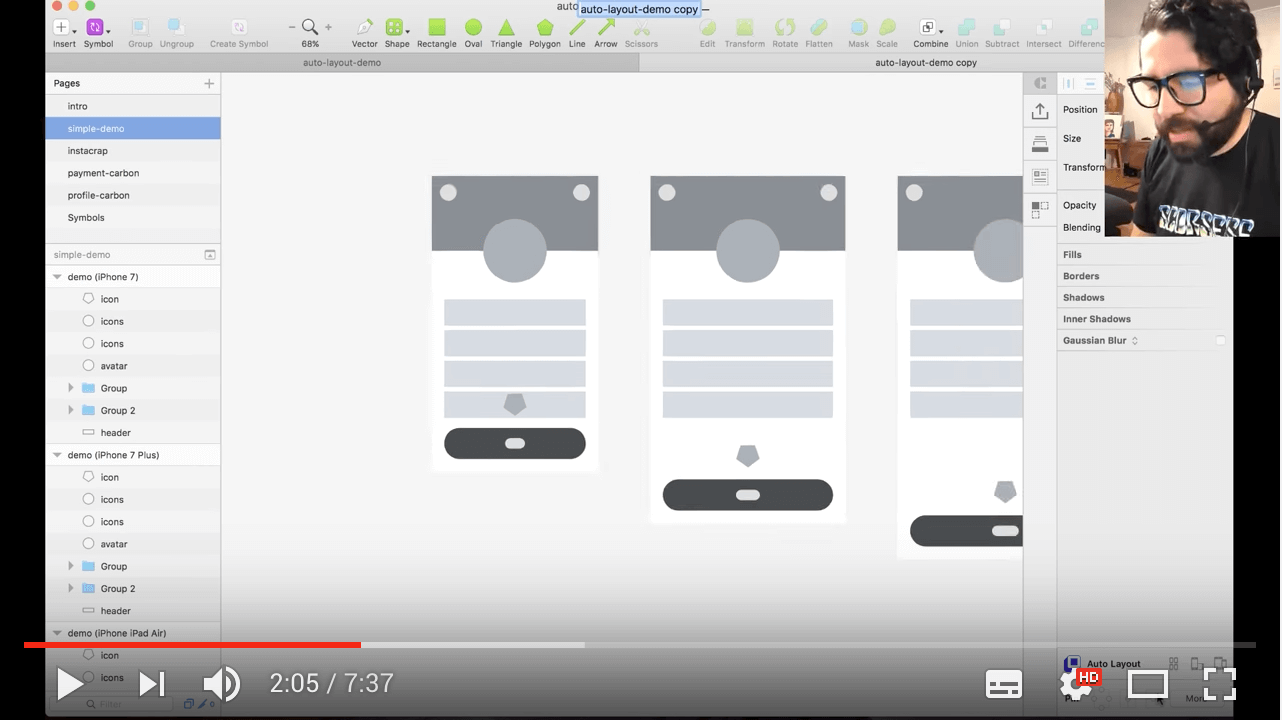 auto-layout-demo copy
Insert
Symbol
Group
Ungroup
Create Symbol
68%
Vector
Shape
Rectangle
Oval
Triangle
Polygon
Line
Arrow
Scissors
Edit
Transform
Rotate
Flatten
Mask
Scale
Combine
Union
Subtract
Intersect
auto-layout-demo
auto-layout-demo copy
Pages
intro
simple-demo
instacrap
payment-carbon
profile-carbon
Symbols
simple-demo
demo (iPhone 7)
icon
icons
icons
avatar
Group
Group 2
header
demo (iPhone 7 Plus)
icon
icons
icons
avatar
Group
Group 2
header
demo (iPhone iPad Air)
icon
icons
Filter
0
Position
Size
Transform
Opacity
Blending
Fills
Borders
Shadows
Inner Shadows
Gaussian Blur
Auto Layout
More
HD
2:05 / 7:37